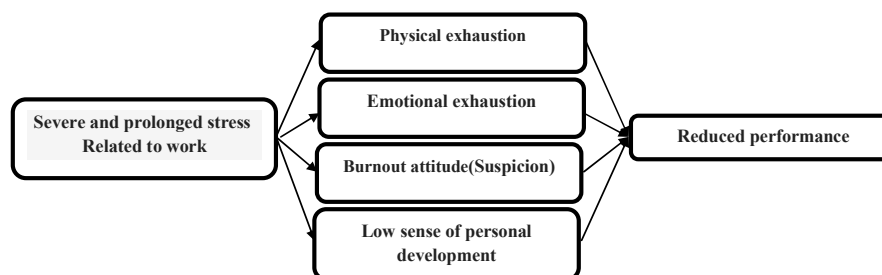 Physical exhaustion
Emotional exhaustion
Severe and prolonged stress
Related to work
Reduced performance
Burnout attitude(Suspicion)
Low sense of personal
development